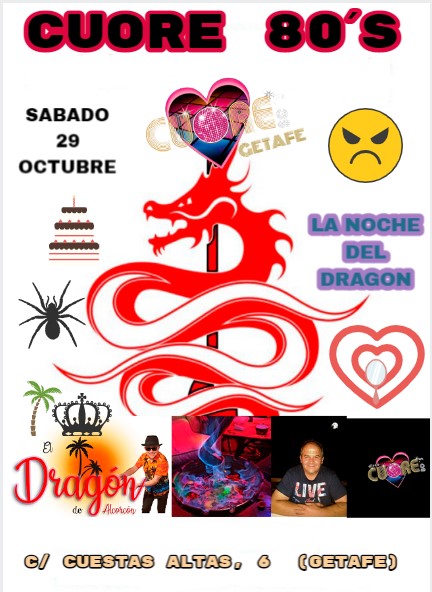 CUORE 80'S
SABADO
29
OCTUBRE
CUORE 80S
GETAFE
LA NOCHE
DEL
DRAGON
El
Dragón
de Alcorcón
LIVE
CUORE
C/ CUESTAS ALTAS, 6 (GETAFE)